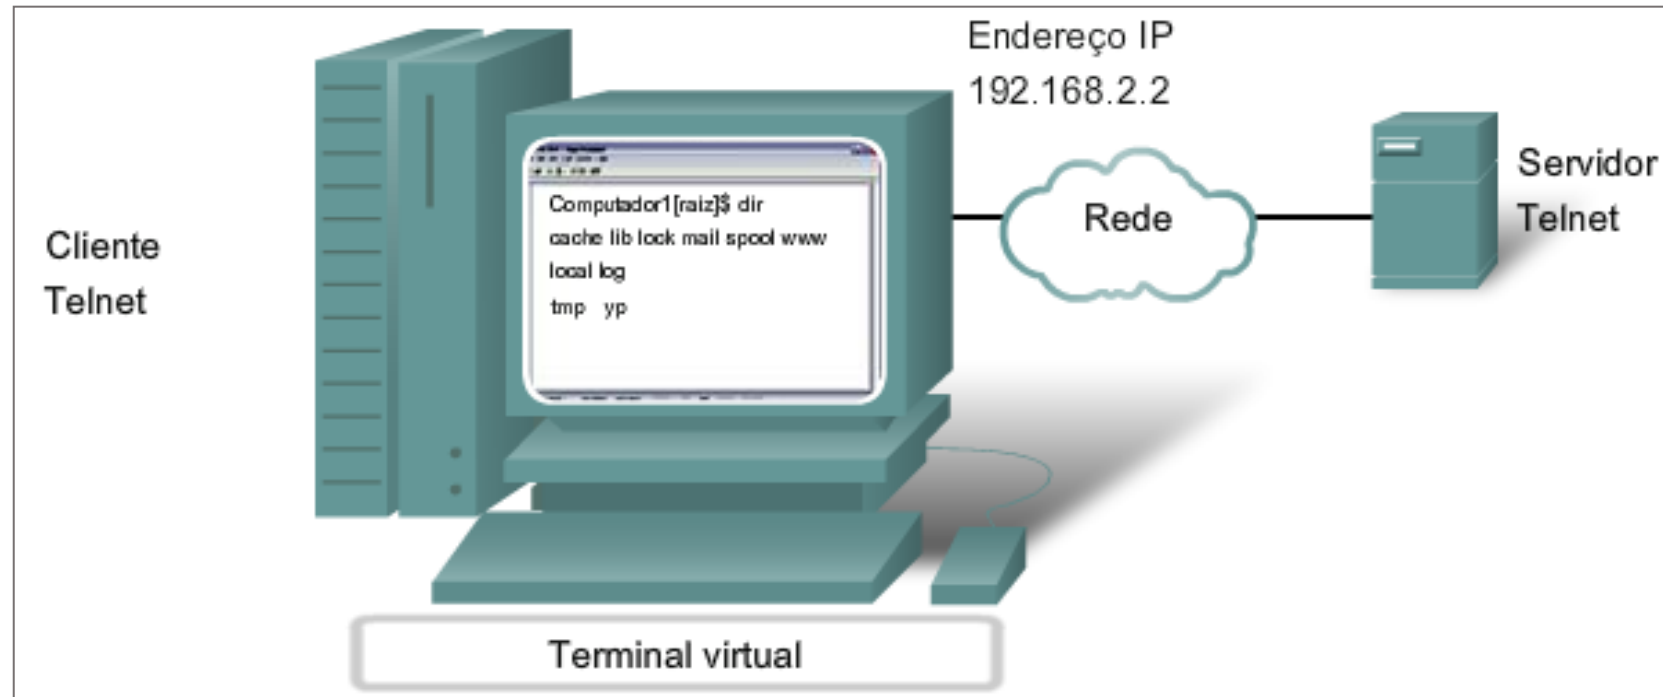 Endereço IP
192.168.2.2
Servidor
Telnet
Rede
Cliente
Telnet
Computador1[raiz]$ dir
cache lib lock mail spool www
local log
tmp yp
Terminal virtual